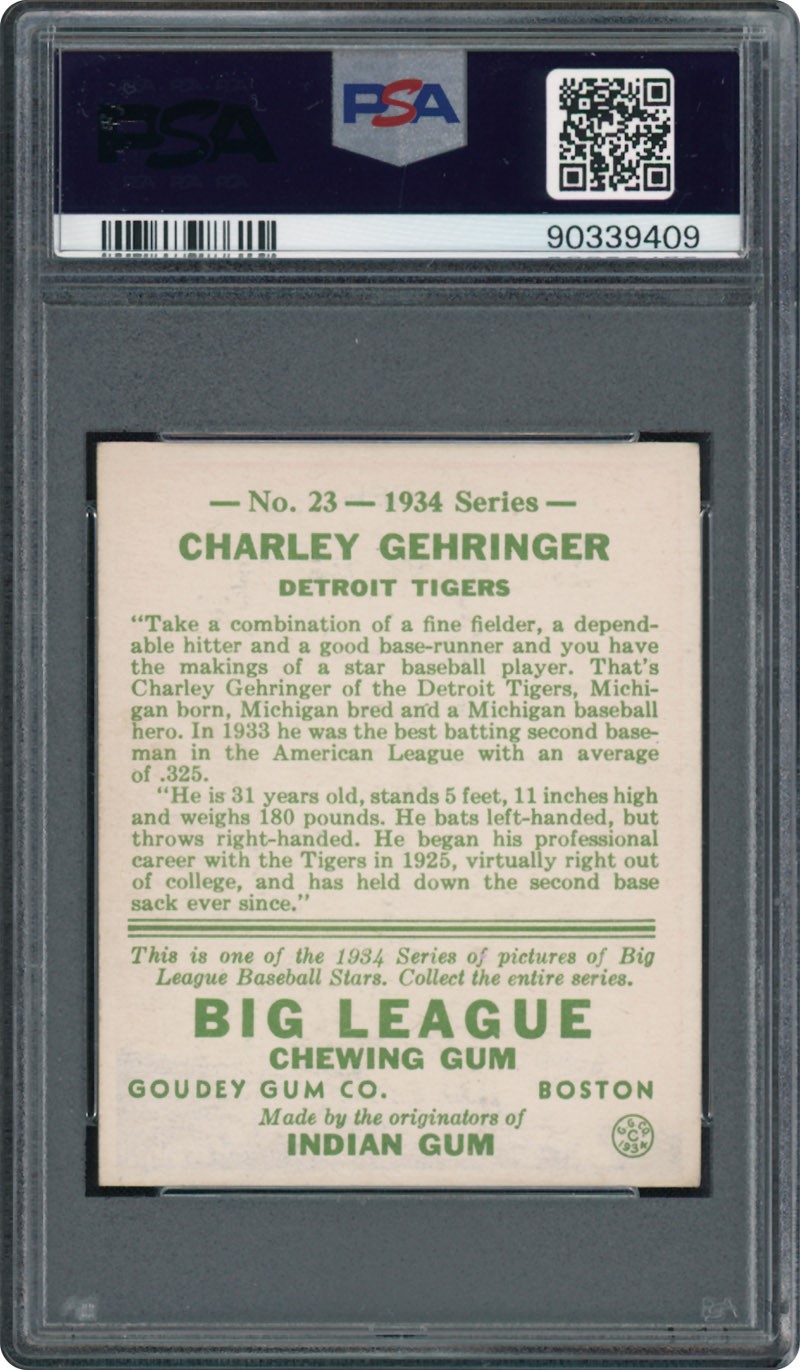 PSA
PSA
90339409
— No. 23 — 1934 Series —
CHARLEY GEHRINGER
DETROIT TIGERS
"Take a combination of a fine fielder, a depend-
able hitter and a good base-runner and you have
the makings of a star baseball player. That's
Charley Gehringer of the Detroit Tigers, Michi-
gan born, Michigan bred and a Michigan baseball
hero. In 1933 he was the best batting second base-
man in the American League with an average
of .325.
"He is 31 years old, stands 5 feet, 11 inches high
and weighs 180 pounds. He bats left-handed, but
throws right-handed. He began his professional
career with the Tigers in 1925, virtually right out
of college, and has held down the second base
sack ever since."
This is one of the 1934 Series of pictures of Big
League Baseball Stars. Collect the entire series.
BIG LEAGUE
CHEWING GUM
GOUDEY GUM CO. BOSTON
Made by the originators of
INDIAN GUM
G.G.CO.
C
1934
PSA